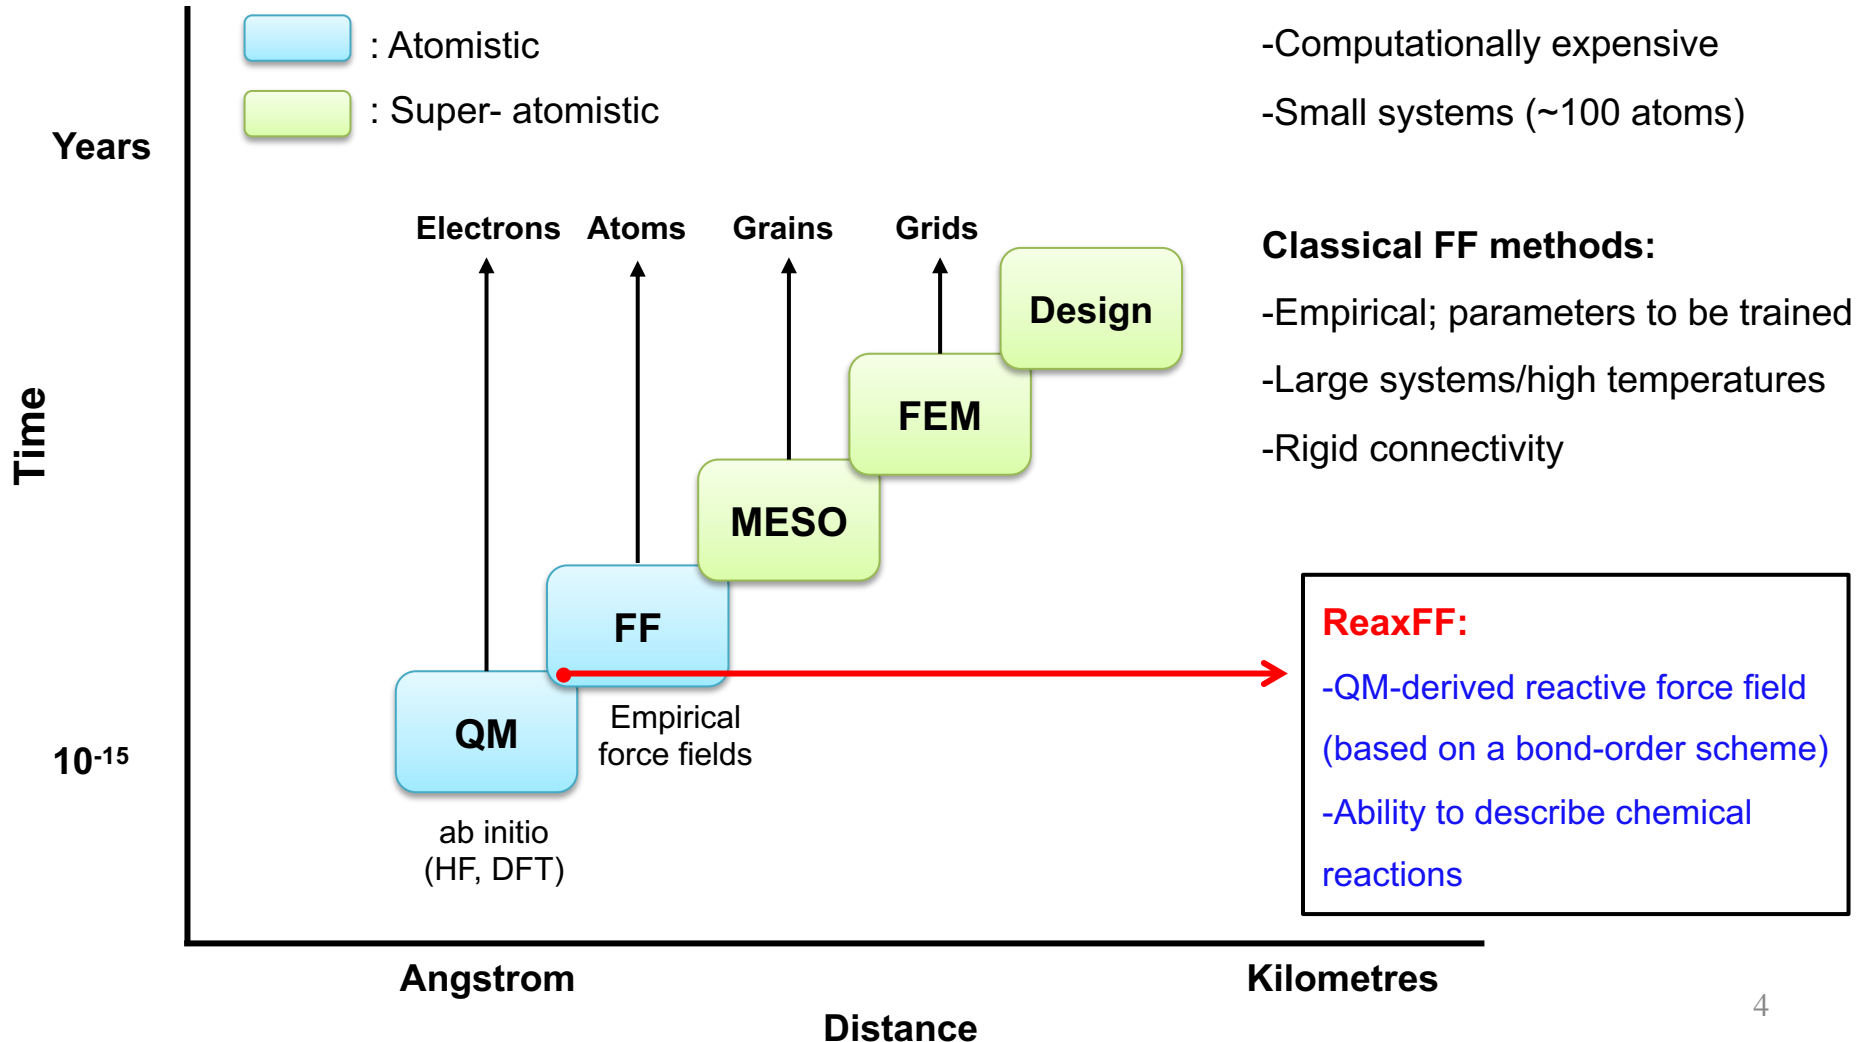 : Atomistic
: Super- atomistic
Years
Time
10-15
Electrons
Atoms
Grains
Grids
Design
FEM
MESO
FF
QM
Empirical
force fields
ab initio
(HF, DFT)
Angstrom
Kilometres
Distance
-Computationally expensive
-Small systems (~100 atoms)
Classical FF methods:
-Empirical; parameters to be trained
-Large systems/high temperatures
-Rigid connectivity
ReaxFF:
-QM-derived reactive force field
(based on a bond-order scheme)
-Ability to describe chemical
reactions
4